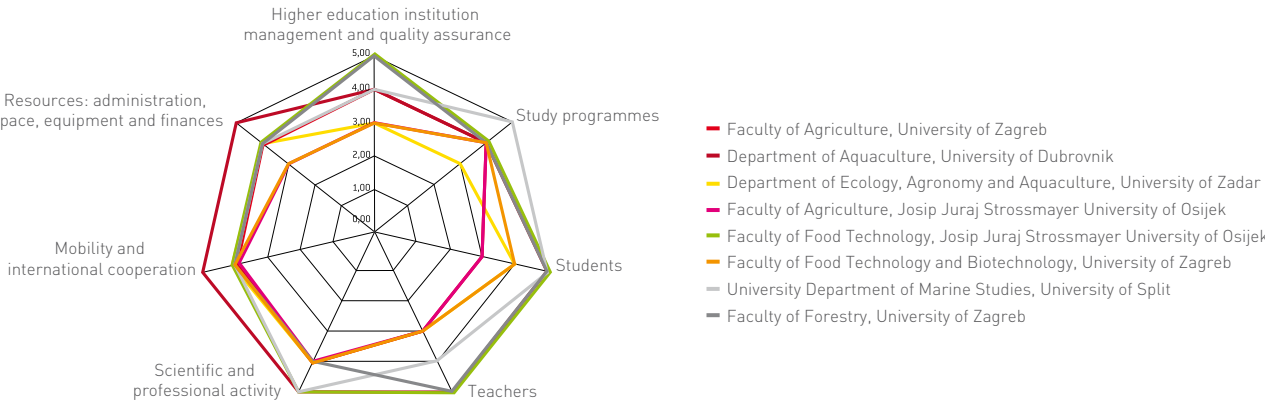 Higher education institution
management and quality assurance
5,00
4,00
3,00
2,00
1,00
0,00
Resources: administration,
pace, equipment and finances
Study programmes
Mobility and
international cooperation
Students
Scientific and
professional activity
Teachers
Faculty of Agriculture, University of Zagreb
Department of Aquaculture, University of Dubrovnik
Department of Ecology, Agronomy and Aquaculture, University of Zadar
Faculty of Agriculture, Josip Juraj Strossmayer University of Osijek
Faculty of Food Technology, Josip Juraj Strossmayer University of Osijek
Faculty of Food Technology and Biotechnology, University of Zagreb
University Department of Marine Studies, University of Split
Faculty of Forestry, University of Zagreb